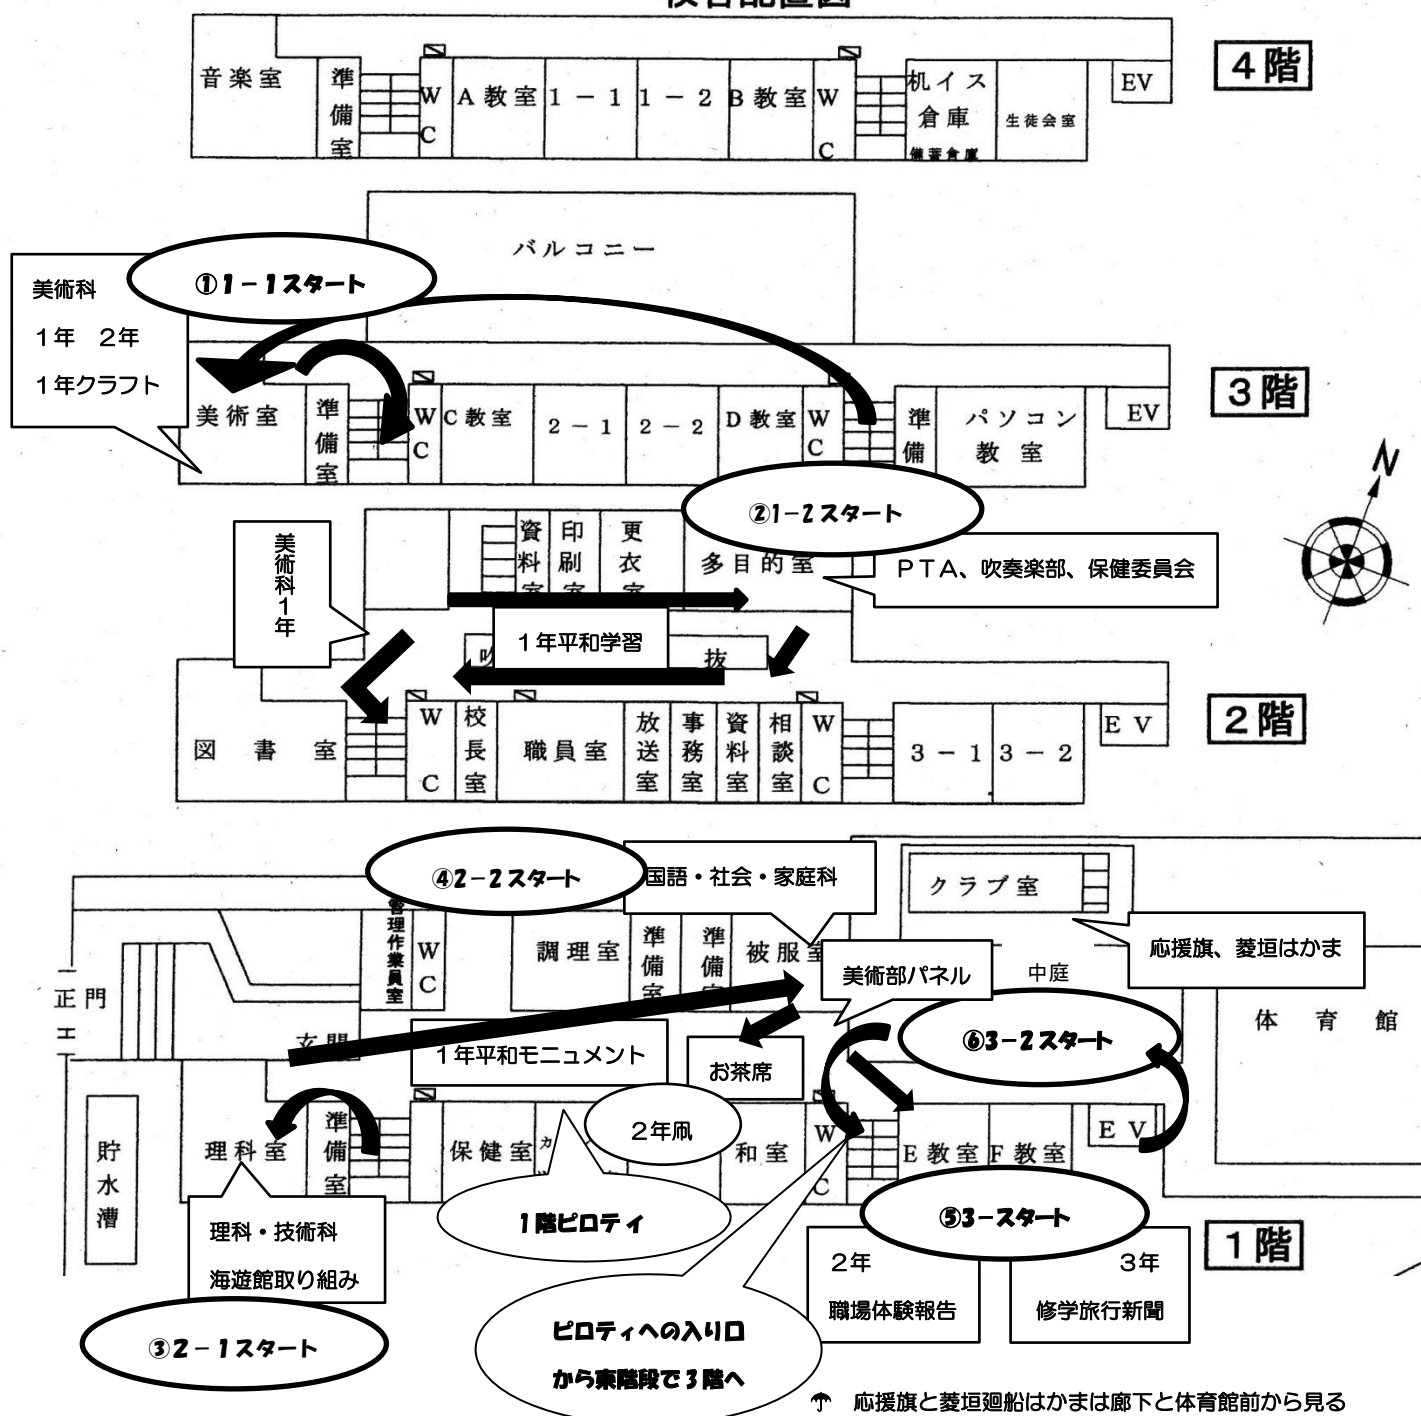 校舎配置図
4階
音楽室
準備室
WC
A教室
1－1
1－2
B教室
WC
机イス倉庫
備蓄倉庫
生徒会室
EV
バルコニー
①1－1スタート
美術科
1年　2年
1年クラフト
3階
美術室
準備室
WC
C教室
2－1
2－2
D教室
WC
準備
パソコン教室
EV
N
②1－2スタート
美術科1年
資料室
印刷室
更衣室
多目的室
PTA、吹奏楽部、保健委員会
1年平和学習
吹
抜
2階
図書室
WC
校長室
職員室
放送室
事務室
資料室
相談室
WC
3－1
3－2
EV
④2－2スタート
国語・社会・家庭科
クラブ室
管理作業員室
WC
調理室
準備室
準備室
被服室
美術部パネル
中庭
応援旗、菱垣はかま
正門
玄関
体育館
1年平和モニュメント
お茶席
⑥3－2スタート
貯水漕
理科室
準備室
保健室
カ
2年凧
和室
WC
E教室
F教室
EV
理科・技術科
海遊館取り組み
1階ピロティ
⑤3－スタート
1階
2年
職場体験報告
3年
修学旅行新聞
③2－1スタート
ピロティへの入り口
から東階段で3階へ
☂　応援旗と菱垣廻船はかまは廊下と体育館前から見る